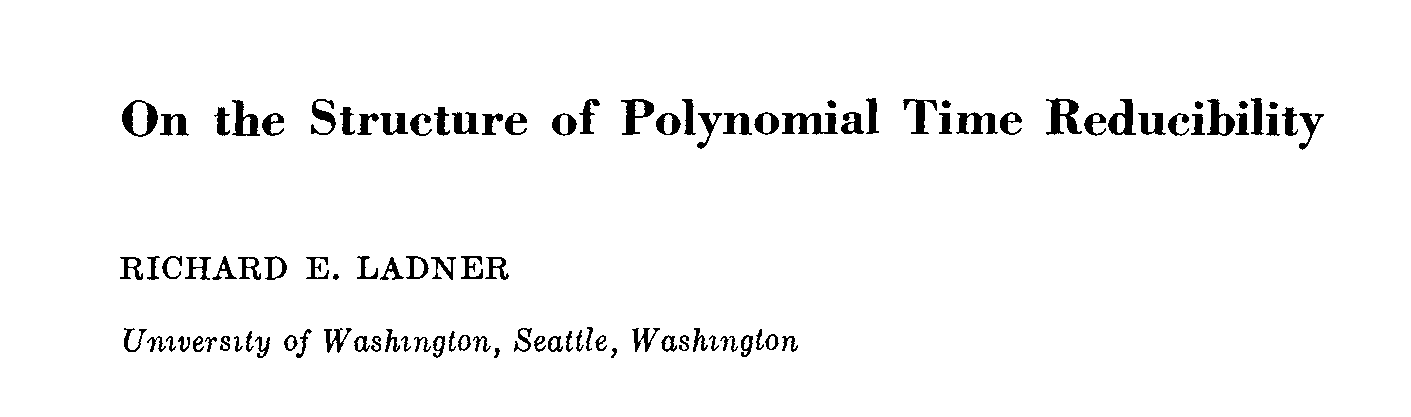 On the Structure of Polynomial Time Reducibility
RICHARD E. LADNER
University of Washington, Seattle, Washington